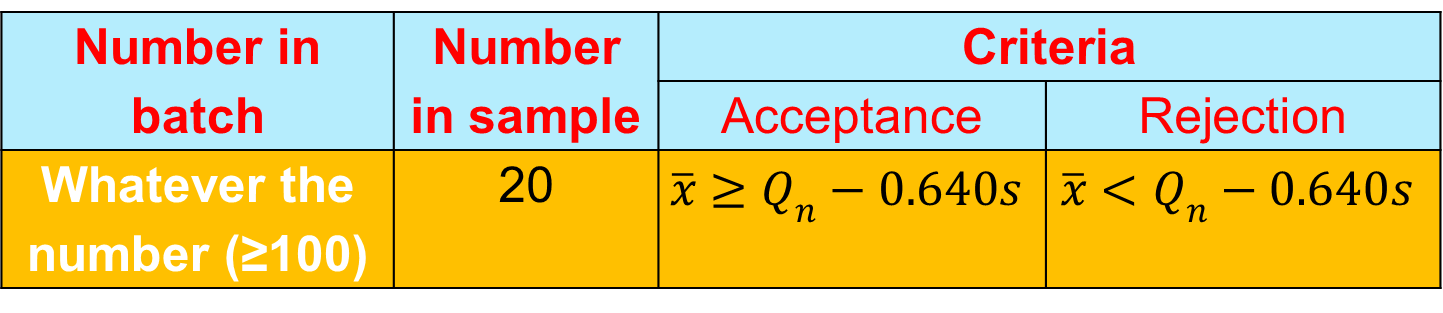 Number in
batch
Number
in sample
Criteria
Acceptance
Rejection
Whatever the
number (≥100)
20
x̄ ≥ Qₙ − 0.640s
x̄ < Qₙ − 0.640s